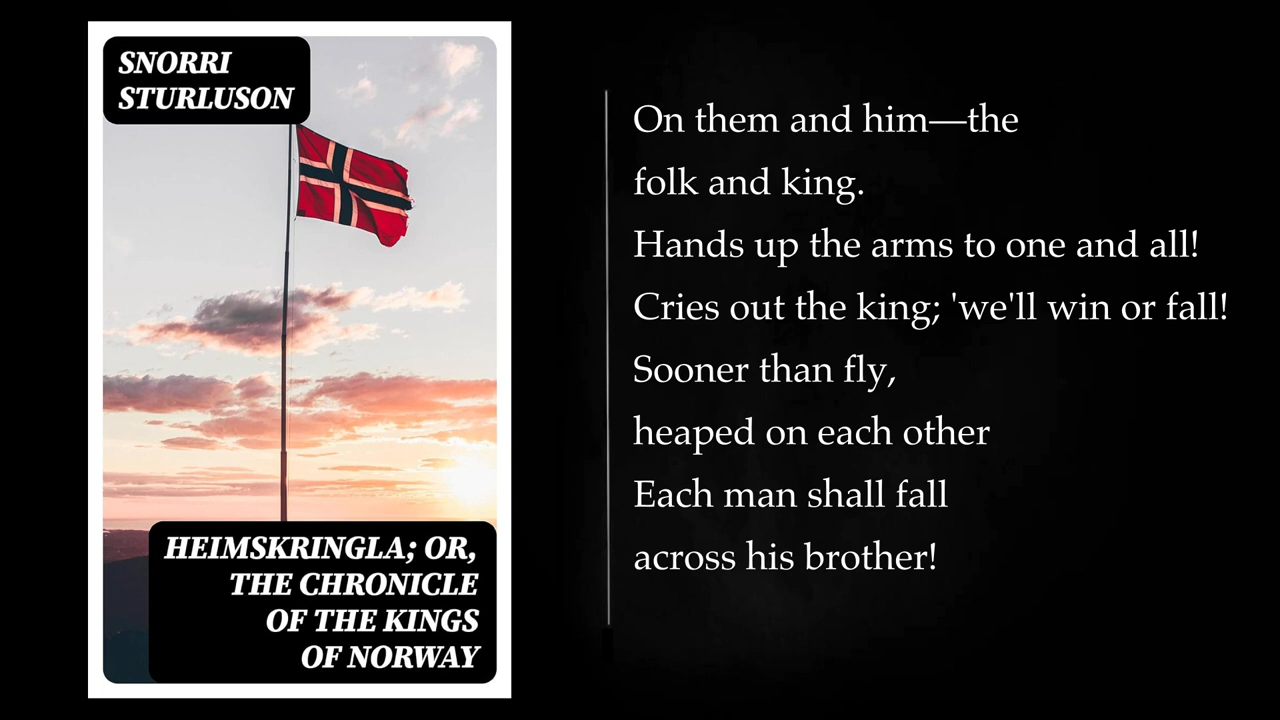 SNORRI
STURLUSON
HEIMSKRINGLA; OR,
THE CHRONICLE
OF THE KINGS
OF NORWAY
On them and him—the
folk and king.
Hands up the arms to one and all!
Cries out the king; 'we'll win or fall!
Sooner than fly,
heaped on each other
Each man shall fall
across his brother!